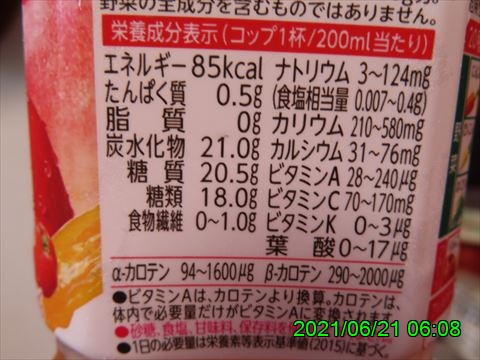 野菜の全成分を含むものではありません。
栄養成分表示(コップ1杯/200ml当たり)
エネルギー 85kcal ナトリウム 3~124mg
たんぱく質 0.5g (食塩相当量 0.007~0.4g)
脂質 0g カリウム 210~580mg
炭水化物 21.0g カルシウム 31~76mg
糖質 20.5g ビタミンA 28~240μg
糖類 18.0g ビタミンC 70~170mg
食物繊維 0~1.0g ビタミンK 0~3μg
葉酸 0~17μg
α-カロテン 94~1600μg β-カロテン 290~2000μg
●ビタミンAは、カロテンより換算。カロテンは、
体内で必要量だけがビタミンAに変換されます。
●砂糖、食塩、甘味料、保存料を使
●1日の必要量は栄養素等表示
(2015)に基づく。
2021/06/21 06:08
野菜